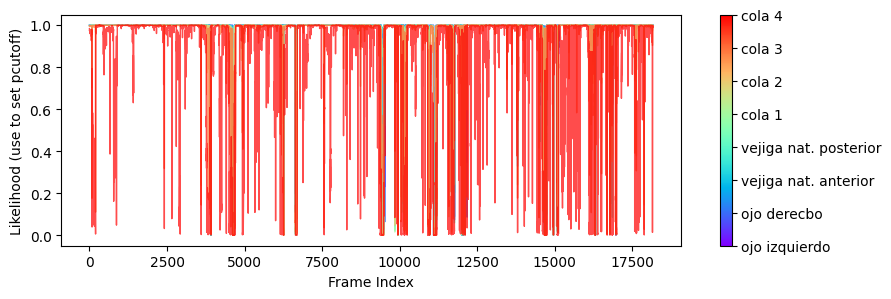 Likelihood (use to set pcutoff)
1.0
0.8
0.6
0.4
0.2
0.0
0
2500
5000
7500
10000
12500
15000
17500
Frame Index
cola 4
cola 3
cola 2
cola 1
vejiga nat. posterior
vejiga nat. anterior
ojo derecbo
ojo izquierdo